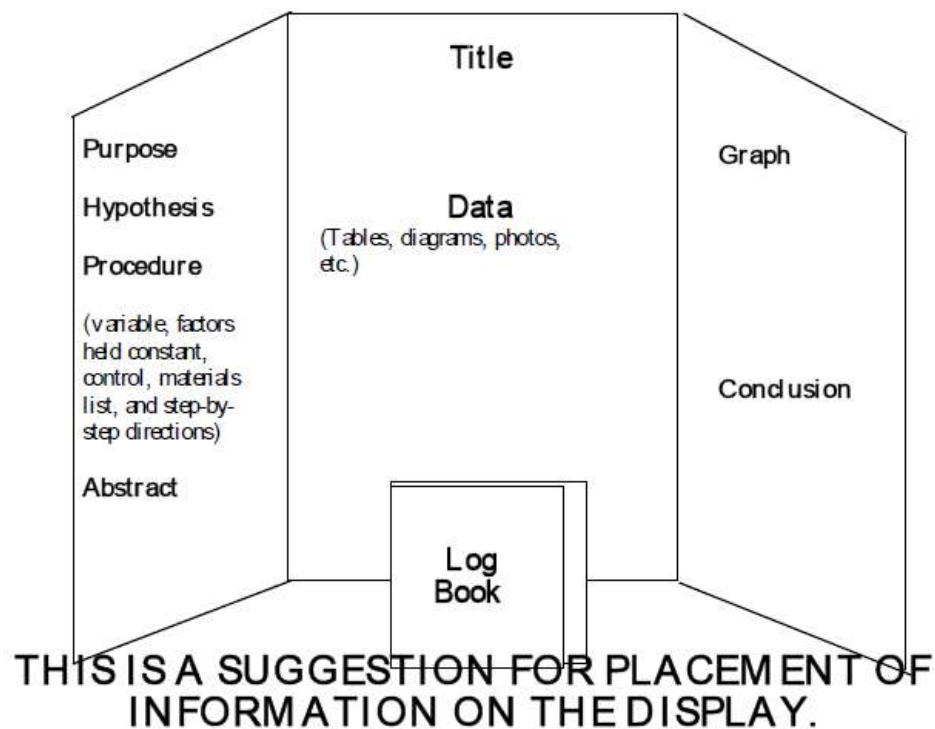 Title
Purpose
Hypothesis
Procedure
(variable, factors
held constant,
control, materials
list, and step-by-
step directions)
Abstract
Data
(Tables, diagrams, photos,
etc.)
Log
Book
Graph
Conclusion
THIS IS A SUGGESTION FOR PLACEMENT OF
INFORMATION ON THE DISPLAY.